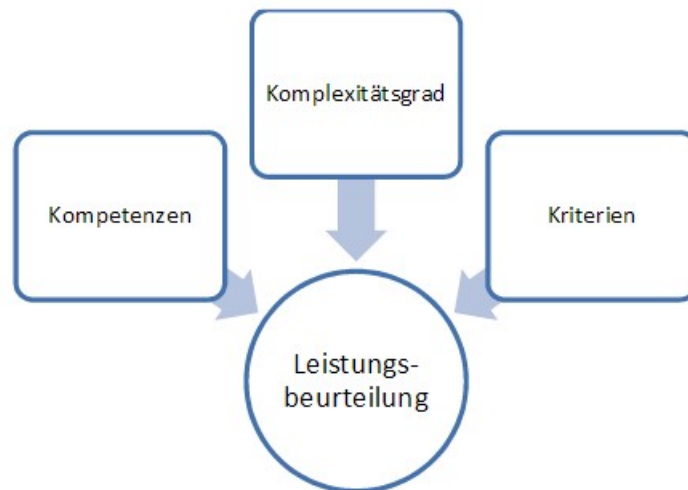 Komplexitätsgrad
Kompetenzen
Kriterien
Leistungs-
beurteilung